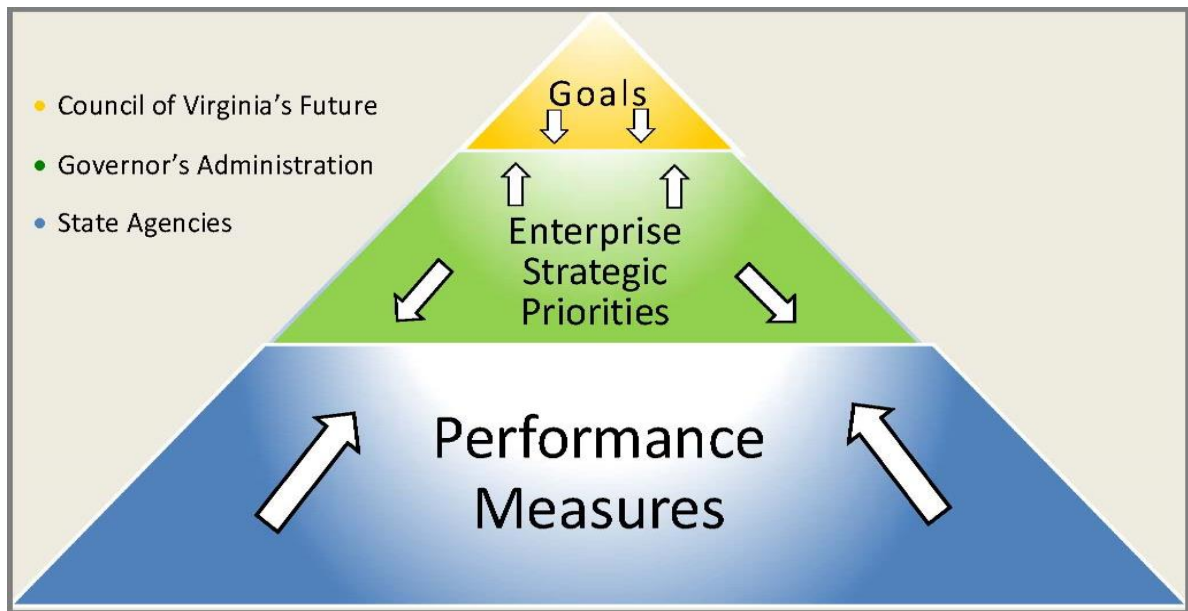 Goals
Council of Virginia's Future
Governor's Administration
State Agencies
Enterprise
Strategic
Priorities
Performance
Measures